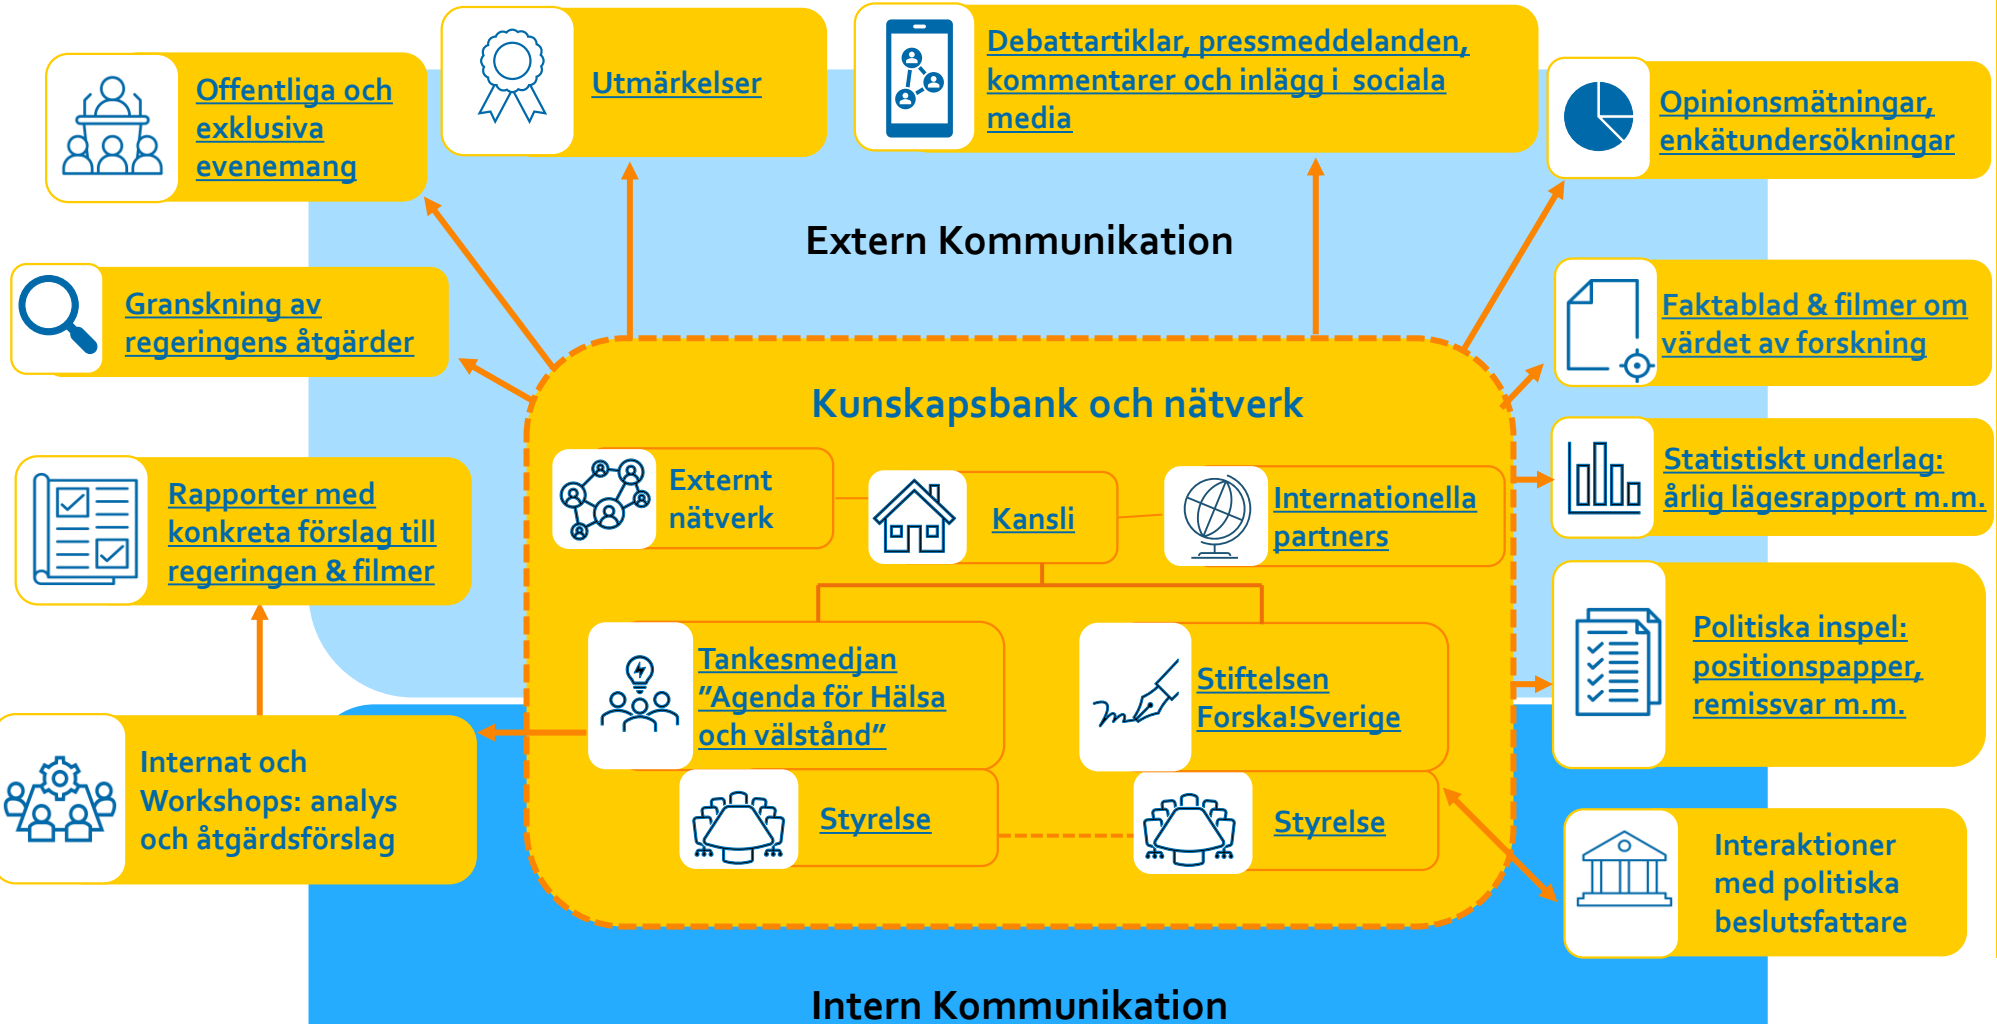 Offentliga och
exklusiva
evenemang
Utmärkelser
Debattartiklar, pressmeddelanden,
kommentarer och inlägg i sociala
media
Opinionsmätningar,
enkätundersökningar
Extern Kommunikation
Granskning av
regeringens åtgärder
Faktablad & filmer om
värdet av forskning
Kunskapsbank och nätverk
Rapporter med
konkreta förslag till
regeringen & filmer
Externt
nätverk
Kansli
Internationella
partners
Statistiskt underlag:
årlig lägesrapport m.m.
Tankesmedjan
"Agenda för Hälsa
och välstånd"
Stiftelsen
Forska!Sverige
Politiska inspel:
positionspapper,
remissvar m.m.
Internat och
Workshops: analys
och åtgärdsförslag
Styrelse
Styrelse
Interaktioner
med politiska
beslutsfattare
Intern Kommunikation